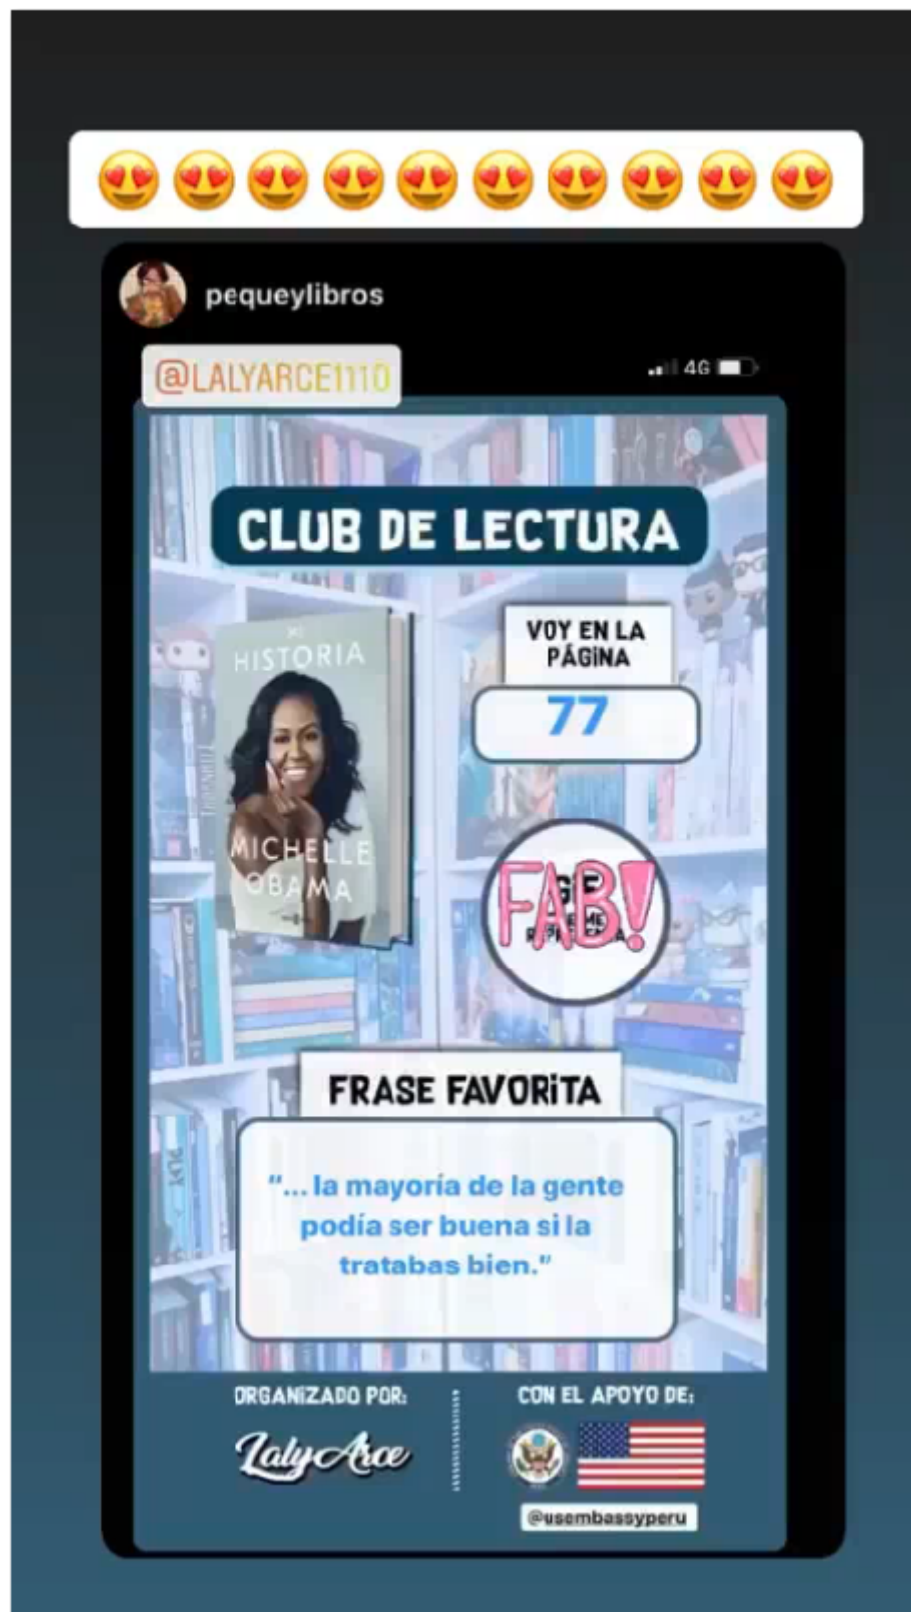 😍😍😍😍😍😍😍😍😍😍
pequeylibros
@LALYARCE1110
4G
CLUB DE LECTURA
MI
HISTORIA
MICHELLE
OBAMA
VOY EN LA
PÁGINA
77
FAB!
FRASE FAVORITA
"... la mayoría de la gente
podía ser buena si la
tratabas bien."
ORGANIZADO POR:
LalyArce
CON EL APOYO DE:
@usembassyperu